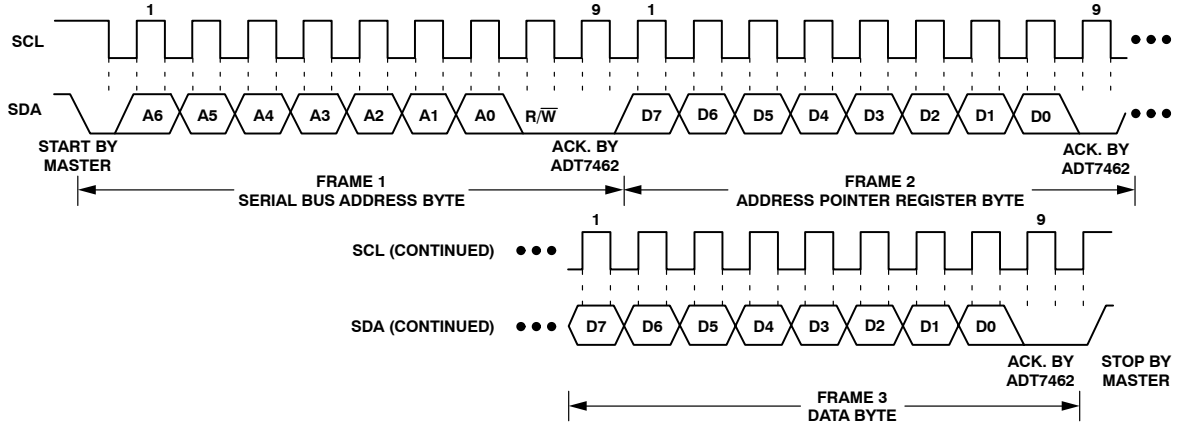 1 9 1 9
SCL
SDA A6 A5 A4 A3 A2 A1 A0 R/W̅ D7 D6 D5 D4 D3 D2 D1 D0
START BY
MASTER
ACK. BY
ADT7462
ACK. BY
ADT7462
FRAME 1
SERIAL BUS ADDRESS BYTE
FRAME 2
ADDRESS POINTER REGISTER BYTE
1 9
SCL (CONTINUED)
SDA (CONTINUED) D7 D6 D5 D4 D3 D2 D1 D0
ACK. BY
ADT7462
STOP BY
MASTER
FRAME 3
DATA BYTE